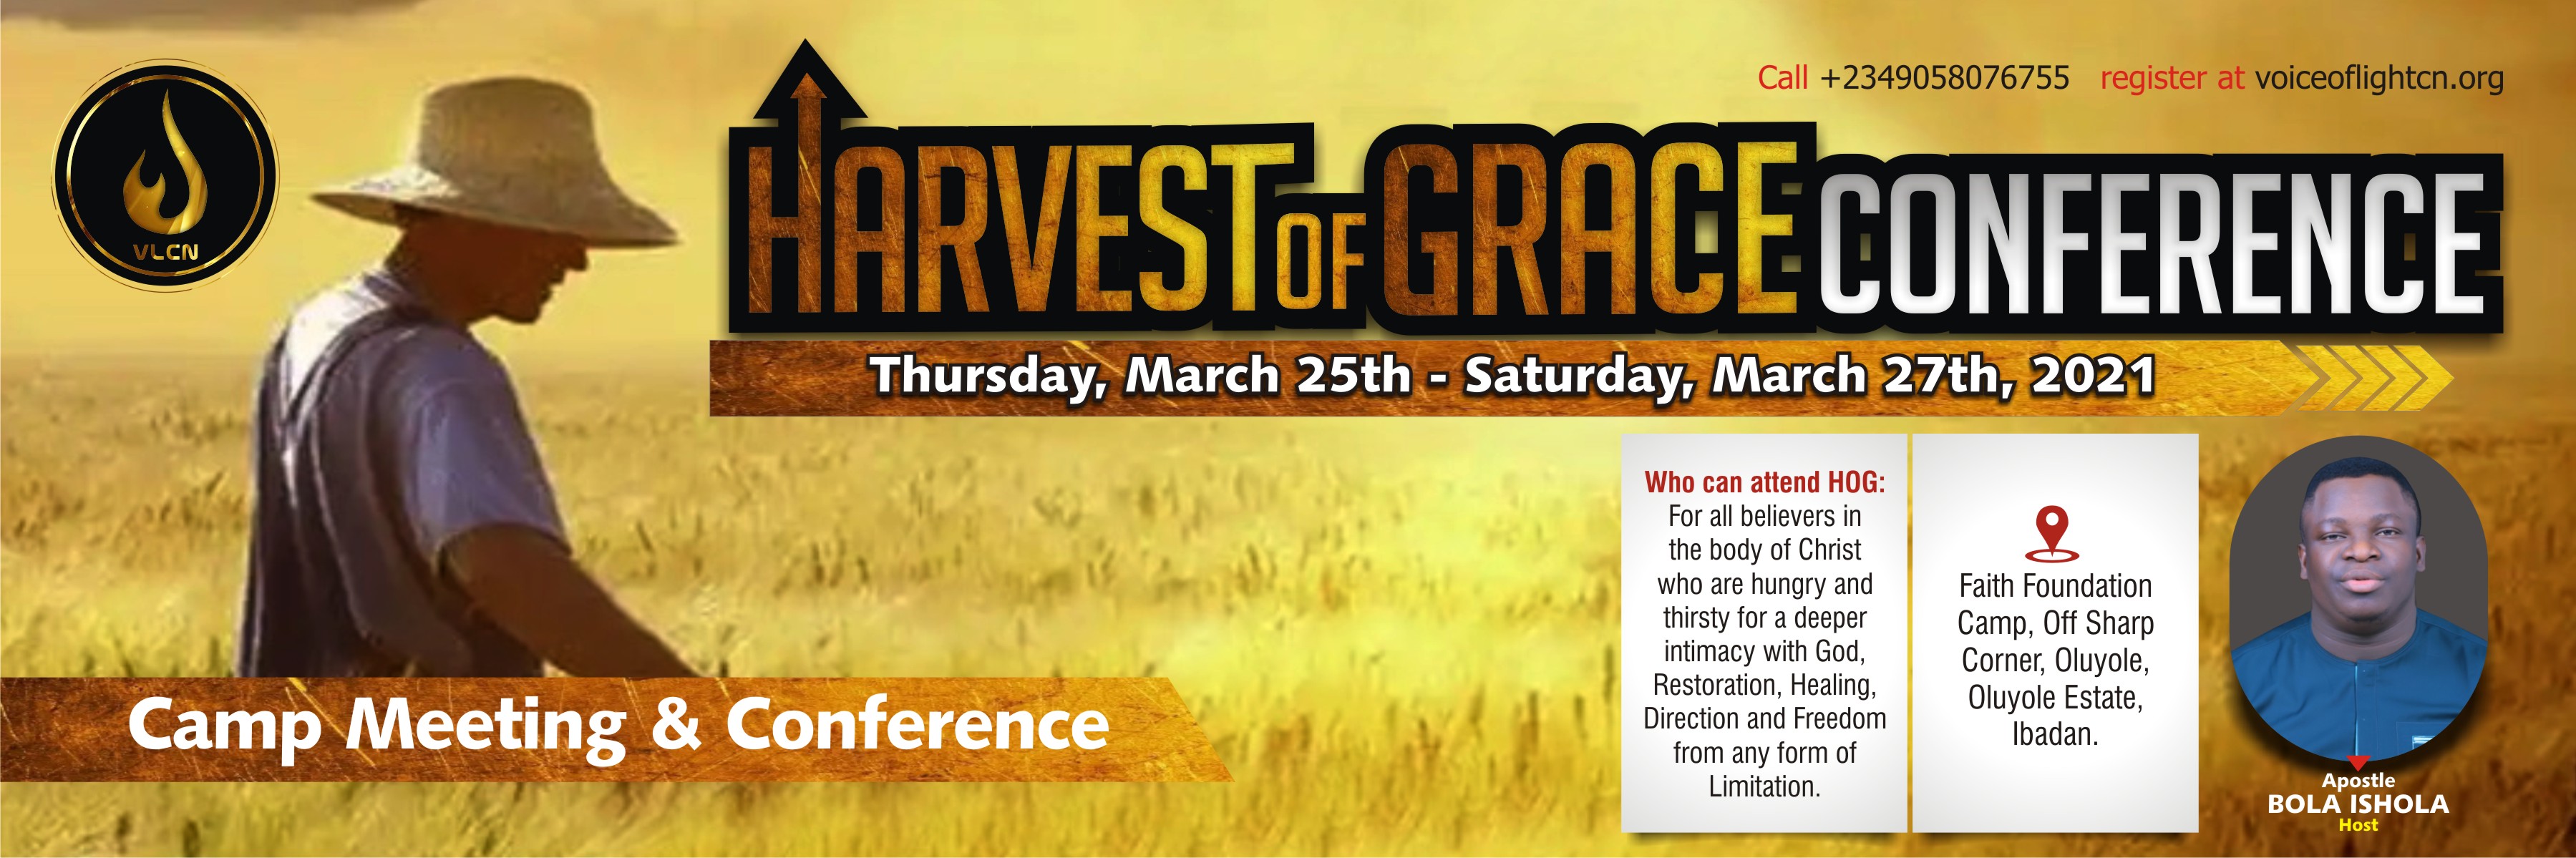 VLCN
Call +2349058076755 register at voiceoflightcn.org
HARVEST OF GRACE CONFERENCE
Thursday, March 25th - Saturday, March 27th, 2021
Camp Meeting & Conference
Who can attend HOG:
For all believers in
the body of Christ
who are hungry and
thirsty for a deeper
intimacy with God,
Restoration, Healing,
Direction and Freedom
from any form of
Limitation.
Faith Foundation
Camp, Off Sharp
Corner, Oluyole,
Oluyole Estate,
Ibadan.
Apostle
BOLA ISHOLA
Host